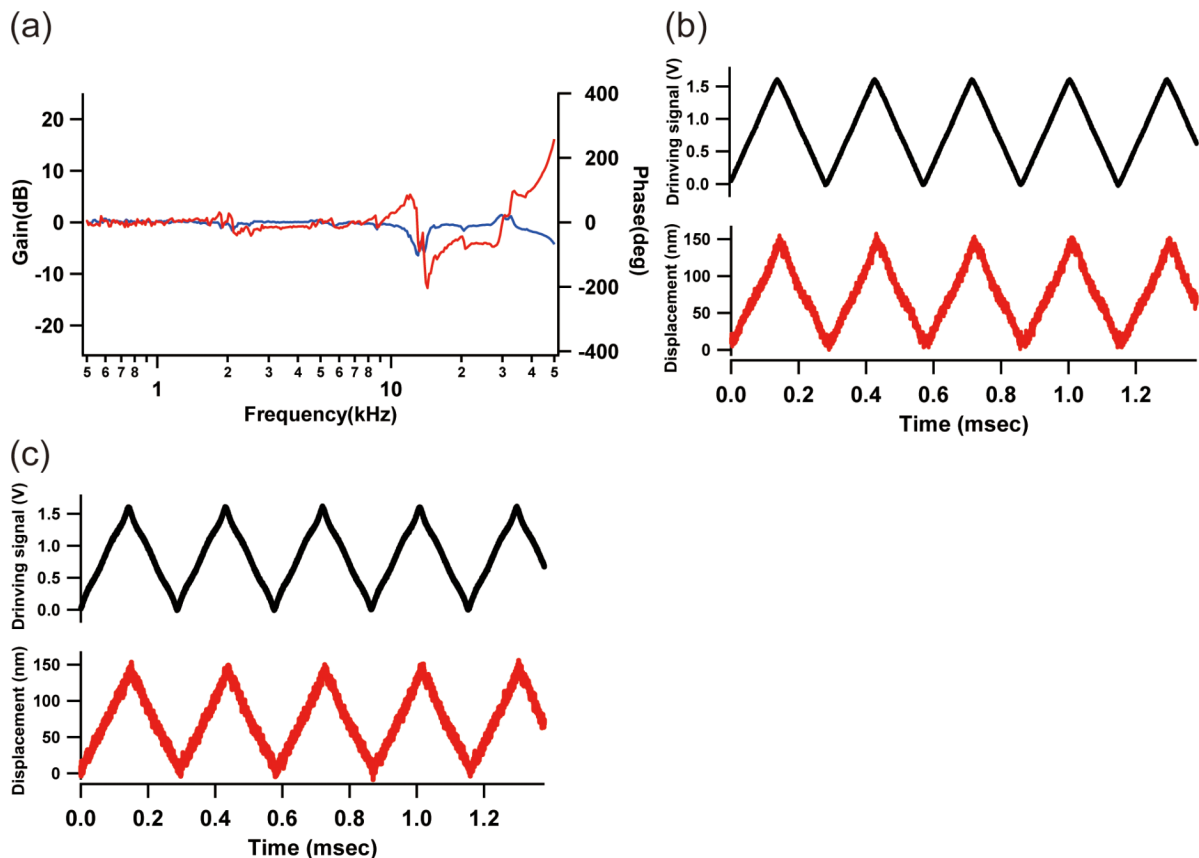 (a)
Gain(dB)
20
10
0
-10
-20
400
200
0
-200
-400
Phase(deg)
5 6 7 8 1 2 3 4 5 6 7 8 10 2 3 4 5
Frequency(kHz)
(b)
Drinving signal (V)
1.5
1.0
0.5
0.0
Displacement (nm)
150
100
50
0
0.0 0.2 0.4 0.6 0.8 1.0 1.2
Time (msec)
(c)
Drinving signal (V)
1.5
1.0
0.5
0.0
Displacement (nm)
150
100
50
0
0.0 0.2 0.4 0.6 0.8 1.0 1.2
Time (msec)